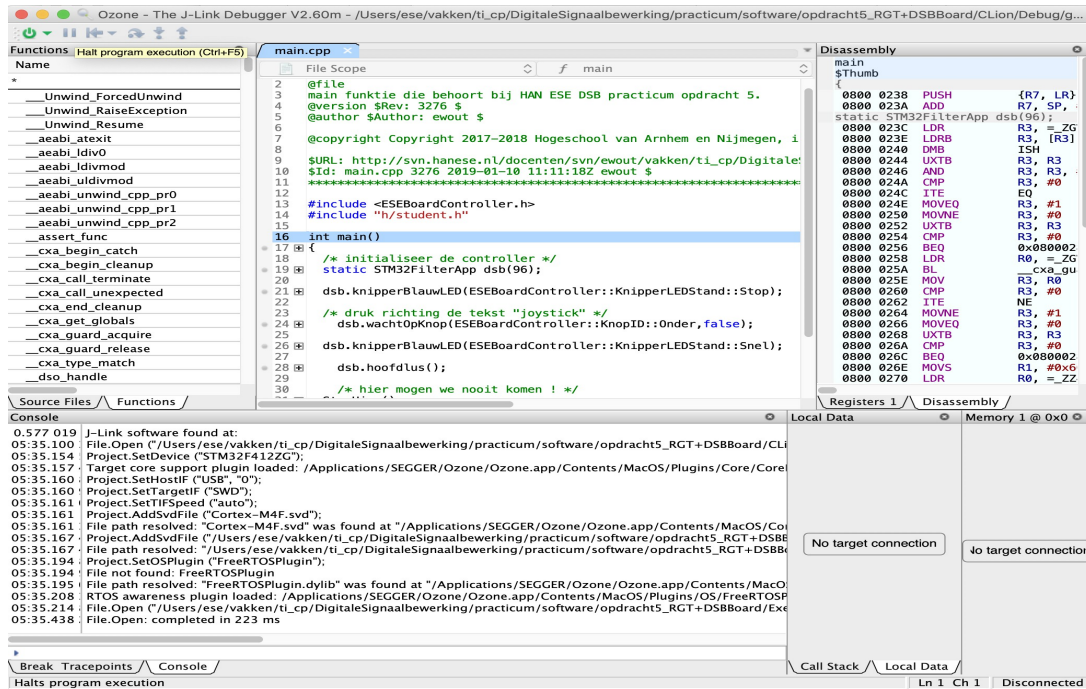 Ozone - The J-Link Debugger V2.60m - /Users/ese/vakken/ti_cp/DigitaleSignaalbewerking/practicum/software/opdracht5_RGT+DSBBoard/CLion/Debug/g...
Functions
Halt program execution (Ctrl+F5)
Name
*
___Unwind_ForcedUnwind
___Unwind_RaiseException
___Unwind_Resume
__aeabi_atexit
__aeabi_ldiv0
__aeabi_ldivmod
__aeabi_uldivmod
__aeabi_unwind_cpp_pr0
__aeabi_unwind_cpp_pr1
__aeabi_unwind_cpp_pr2
__assert_func
__cxa_begin_catch
__cxa_begin_cleanup
__cxa_call_terminate
__cxa_call_unexpected
__cxa_end_cleanup
__cxa_get_globals
__cxa_guard_acquire
__cxa_guard_release
__cxa_type_match
__dso_handle
Source Files
Functions
main.cpp
File Scope
f main
2 @file
3 main funktie die behoort bij HAN ESE DSB practicum opdracht 5.
4 @version $Rev: 3276 $
5 @author $Author: ewout $
6
7 @copyright Copyright 2017-2018 Hogeschool van Arnhem en Nijmegen, i
8
9 $URL: http://svn.hanese.nl/docenten/svn/ewout/vakken/ti_cp/Digitale
10 $Id: main.cpp 3276 2019-01-10 11:11:18Z ewout $
11 ********************************************************************
12
13 #include <ESEBoardController.h>
14 #include "h/student.h"
15
16 int main()
17 {
18 /* initialiseer de controller */
19 static STM32FilterApp dsb(96);
20
21 dsb.knipperBlauwLED(ESEBoardController::KnipperLEDStand::Stop);
22
23 /* druk richting de tekst "joystick" */
24 dsb.wachtOpKnop(ESEBoardController::KnopID::Onder,false);
25
26 dsb.knipperBlauwLED(ESEBoardController::KnipperLEDStand::Snel);
27
28 dsb.hoofdlus();
29
30 /* hier mogen we nooit komen ! */
Disassembly
main
$Thumb
{
0800 0238 PUSH {R7, LR}
0800 023A ADD R7, SP,
static STM32FilterApp dsb(96);
0800 023C LDR R3, =_ZG
0800 023E LDRB R3, [R3]
0800 0240 DMB ISH
0800 0244 UXTB R3, R3
0800 0246 AND R3, R3,
0800 024A CMP R3, #0
0800 024C ITE EQ
0800 024E MOVEQ R3, #1
0800 0250 MOVNE R3, #0
0800 0252 UXTB R3, R3
0800 0254 CMP R3, #0
0800 0256 BEQ 0x080002
0800 0258 LDR R0, =_ZG
0800 025A BL __cxa_gu
0800 025E MOV R3, R0
0800 0260 CMP R3, #0
0800 0262 ITE NE
0800 0264 MOVNE R3, #1
0800 0266 MOVEQ R3, #0
0800 0268 UXTB R3, R3
0800 026A CMP R3, #0
0800 026C BEQ 0x080002
0800 026E MOVS R1, #0x6
0800 0270 LDR R0, =_ZZ
Registers 1
Disassembly
Console
0.577 019 J-Link software found at:
05:35.100 File.Open ("/Users/ese/vakken/ti_cp/DigitaleSignaalbewerking/practicum/software/opdracht5_RGT+DSBBoard/CLi
05:35.154 Project.SetDevice ("STM32F412ZG");
05:35.157 Target core support plugin loaded: /Applications/SEGGER/Ozone/Ozone.app/Contents/MacOS/Plugins/Core/Core
05:35.160 Project.SetHostIF ("USB", "0");
05:35.160 Project.SetTargetIF ("SWD");
05:35.161 Project.SetTIFSpeed ("auto");
05:35.161 Project.AddSvdFile ("Cortex-M4F.svd");
05:35.161 File path resolved: "Cortex-M4F.svd" was found at "/Applications/SEGGER/Ozone/Ozone.app/Contents/MacOS/Co
05:35.167 Project.AddSvdFile ("/Users/ese/vakken/ti_cp/DigitaleSignaalbewerking/practicum/software/opdracht5_RGT+DSB
05:35.167 File path resolved: "/Users/ese/vakken/ti_cp/DigitaleSignaalbewerking/practicum/software/opdracht5_RGT+DSBB
05:35.194 Project.SetOSPlugin ("FreeRTOSPlugin");
05:35.194 File not found: FreeRTOSPlugin
05:35.195 File path resolved: "FreeRTOSPlugin.dylib" was found at "/Applications/SEGGER/Ozone/Ozone.app/Contents/MacO
05:35.208 RTOS awareness plugin loaded: /Applications/SEGGER/Ozone/Ozone.app/Contents/MacOS/Plugins/OS/FreeRTOSP
05:35.214 File.Open ("/Users/ese/vakken/ti_cp/DigitaleSignaalbewerking/practicum/software/opdracht5_RGT+DSBBoard/Exe
05:35.438 File.Open: completed in 223 ms
Break
Tracepoints
Console
Local Data
No target connection
Call Stack
Local Data
Memory 1 @ 0x0
No target connection
Halts program execution
Ln 1 Ch 1
Disconnected